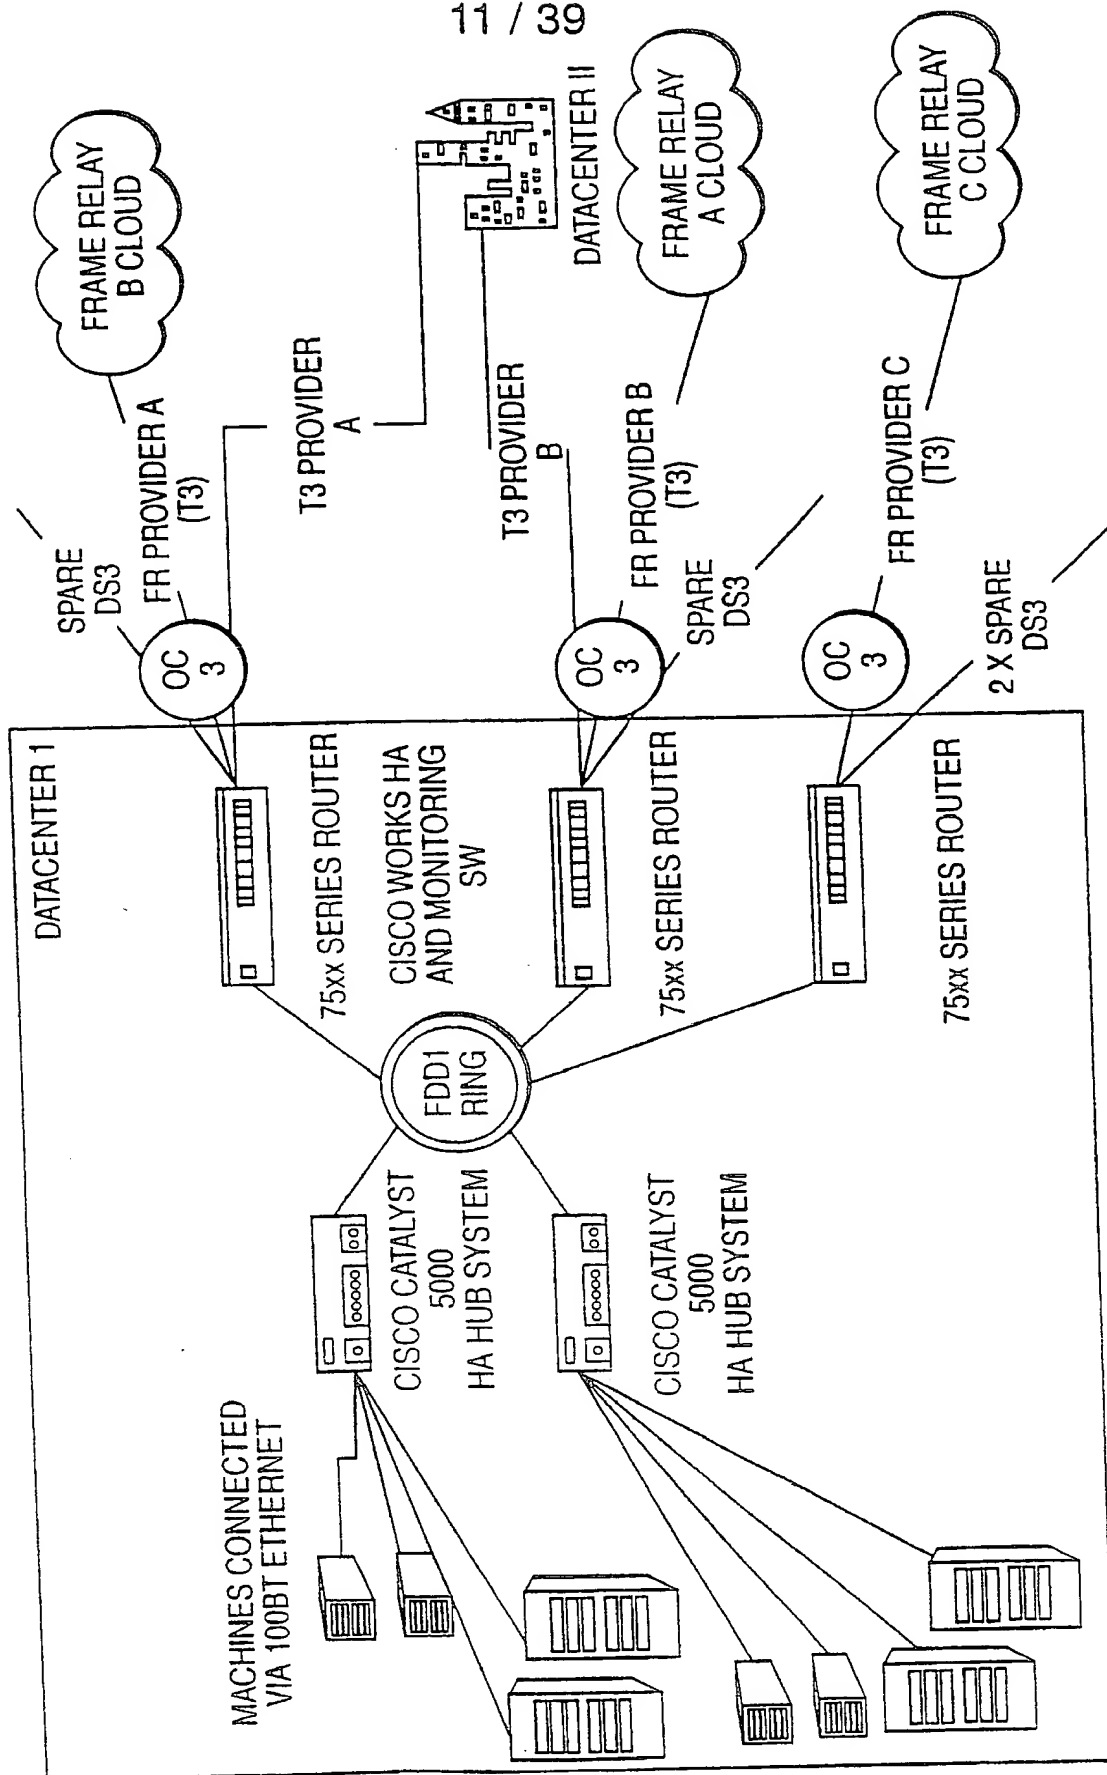 11 / 39
DATACENTER 1
MACHINES CONNECTED
VIA 100BT ETHERNET
CISCO CATALYST
5000
HA HUB SYSTEM
CISCO CATALYST
5000
HA HUB SYSTEM
FDD1
RING
75xx SERIES ROUTER
CISCO WORKS HA
AND MONITORING
SW
75xx SERIES ROUTER
75xx SERIES ROUTER
OC
3
OC
3
OC
3
SPARE
DS3
FR PROVIDER A
(T3)
T3 PROVIDER
A
T3 PROVIDER
B
FR PROVIDER B
(T3)
SPARE
DS3
FR PROVIDER C
(T3)
2 X SPARE
DS3
FRAME RELAY
B CLOUD
DATACENTER II
FRAME RELAY
A CLOUD
FRAME RELAY
C CLOUD